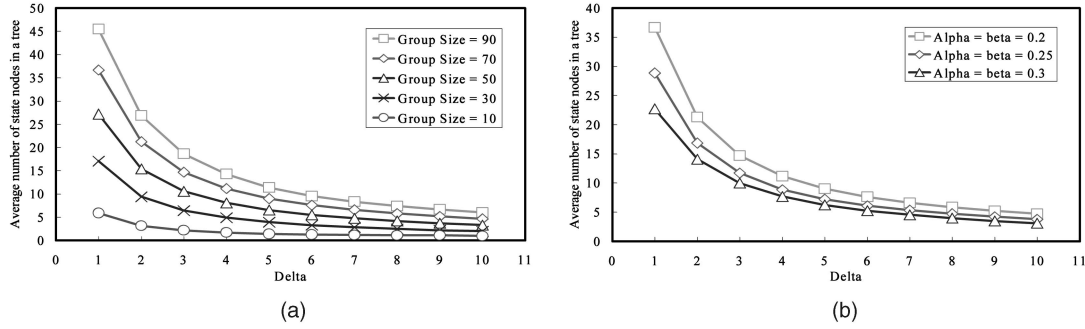 50
45
40
35
30
25
20
15
10
5
0
Average number of state nodes in a tree
Group Size = 90
Group Size = 70
Group Size = 50
Group Size = 30
Group Size = 10
0 1 2 3 4 5 6 7 8 9 10 11
Delta
(a)
40
35
30
25
20
15
10
5
0
Average number of state nodes in a tree
Alpha = beta = 0.2
Alpha = beta = 0.25
Alpha = beta = 0.3
0 1 2 3 4 5 6 7 8 9 10 11
Delta
(b)